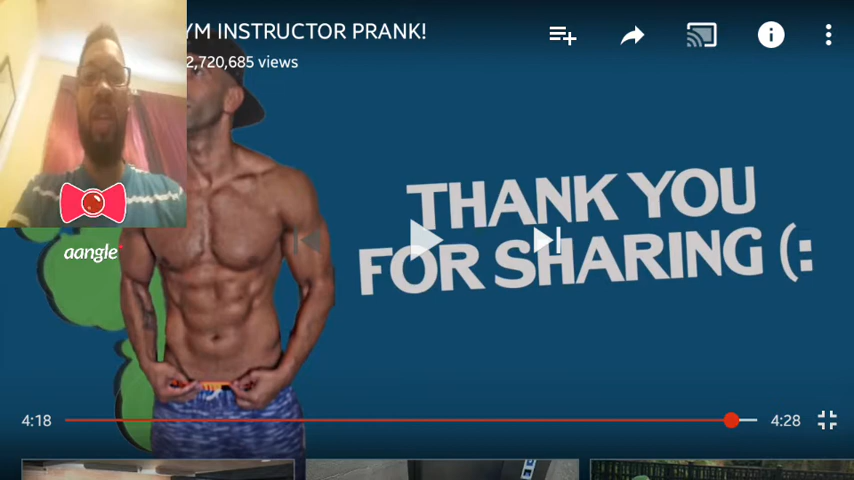 YM INSTRUCTOR PRANK!
2,720,685 views
THANK YOU
FOR SHARING (:
aangle
4:18
4:28